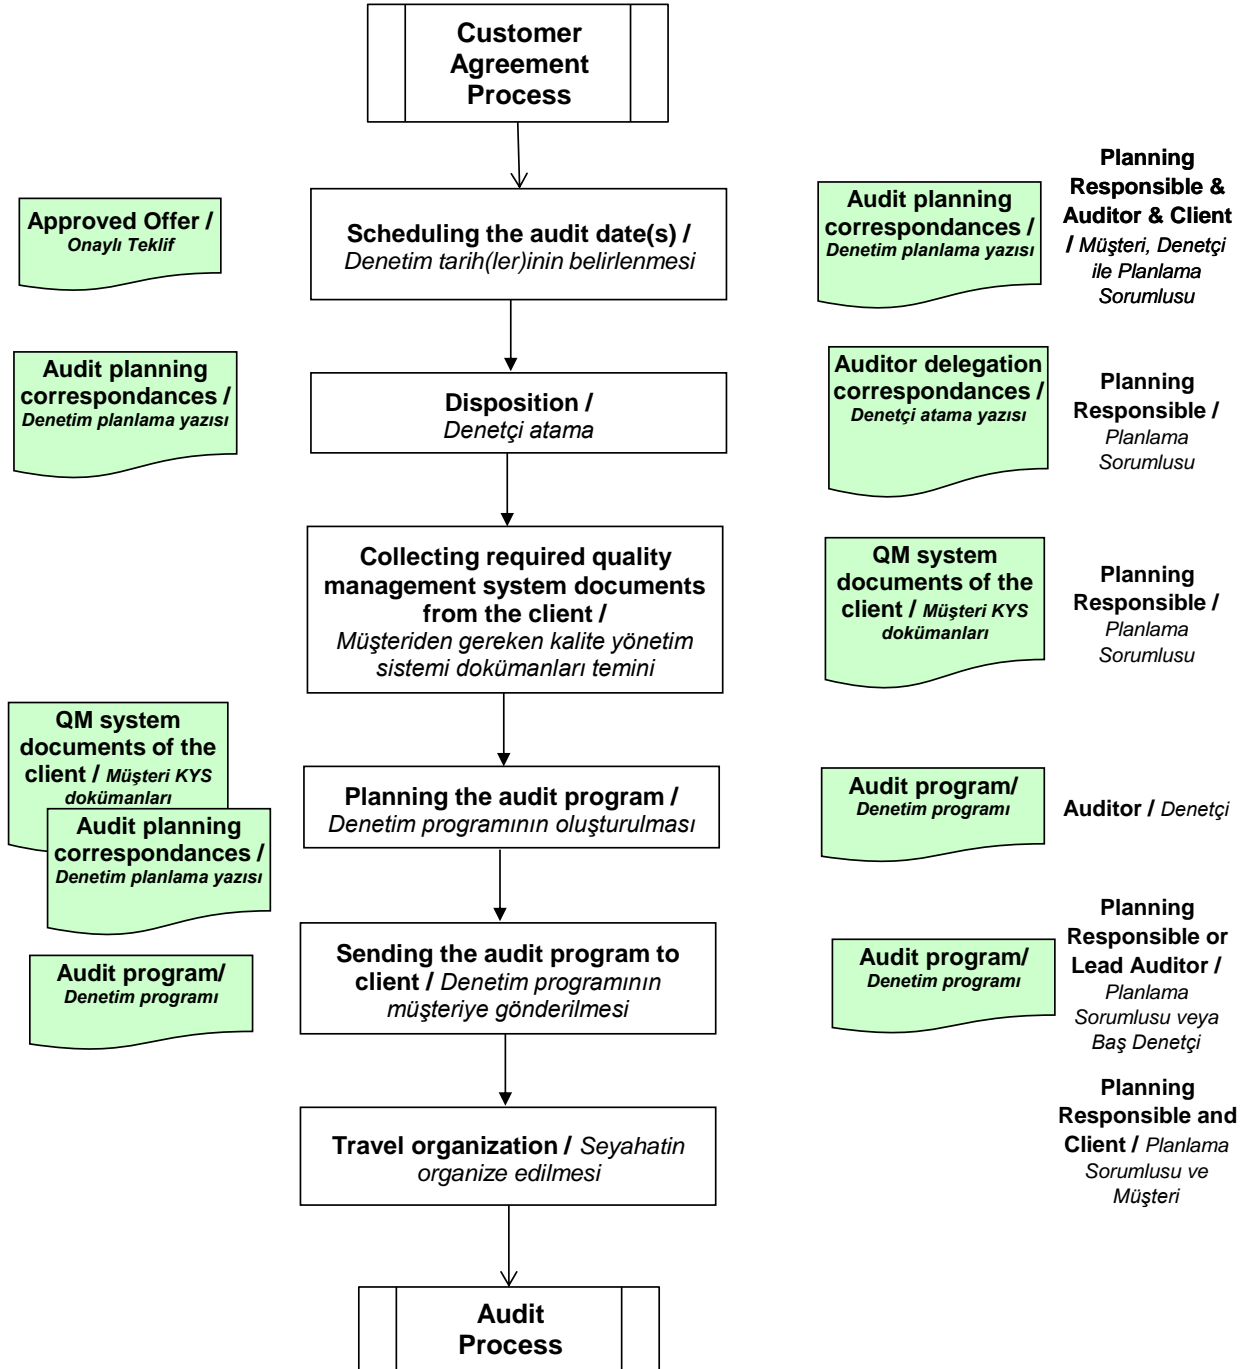 Customer
Agreement
Process
Approved Offer /
Onaylı Teklif
Scheduling the audit date(s) /
Denetim tarih(ler)inin belirlenmesi
Audit planning
correspondances /
Denetim planlama yazısı
Planning
Responsible &
Auditor & Client
/ Müşteri, Denetçi
ile Planlama
Sorumlusu
Audit planning
correspondances /
Denetim planlama yazısı
Disposition /
Denetçi atama
Auditor delegation
correspondances /
Denetçi atama yazısı
Planning
Responsible /
Planlama
Sorumlusu
Collecting required quality
management system documents
from the client /
Müşteriden gereken kalite yönetim
sistemi dokümanları temini
QM system
documents of the
client / Müşteri KYS
dokümanları
Planning
Responsible /
Planlama
Sorumlusu
QM system
documents of the
client / Müşteri KYS
dokümanları
Audit planning
correspondances /
Denetim planlama yazısı
Planning the audit program /
Denetim programının oluşturulması
Audit program/
Denetim programı
Auditor / Denetçi
Audit program/
Denetim programı
Sending the audit program to
client / Denetim programının
müşteriye gönderilmesi
Audit program/
Denetim programı
Planning
Responsible or
Lead Auditor /
Planlama
Sorumlusu veya
Baş Denetçi
Travel organization / Seyahatin
organize edilmesi
Planning
Responsible and
Client / Planlama
Sorumlusu ve
Müşteri
Audit
Process